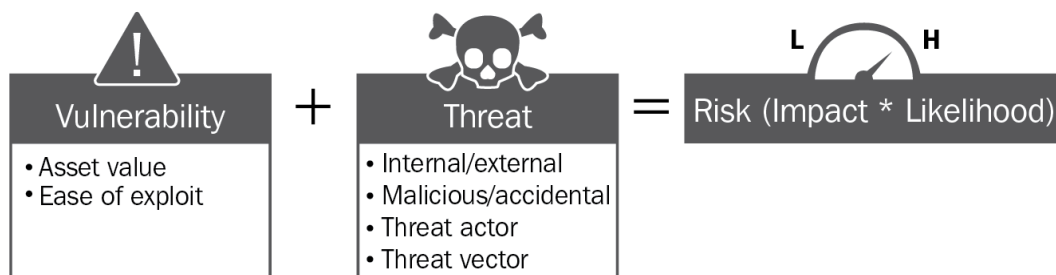 !
Vulnerability
• Asset value
• Ease of exploit
+
Threat
• Internal/external
• Malicious/accidental
• Threat actor
• Threat vector
=
L H
Risk (Impact * Likelihood)